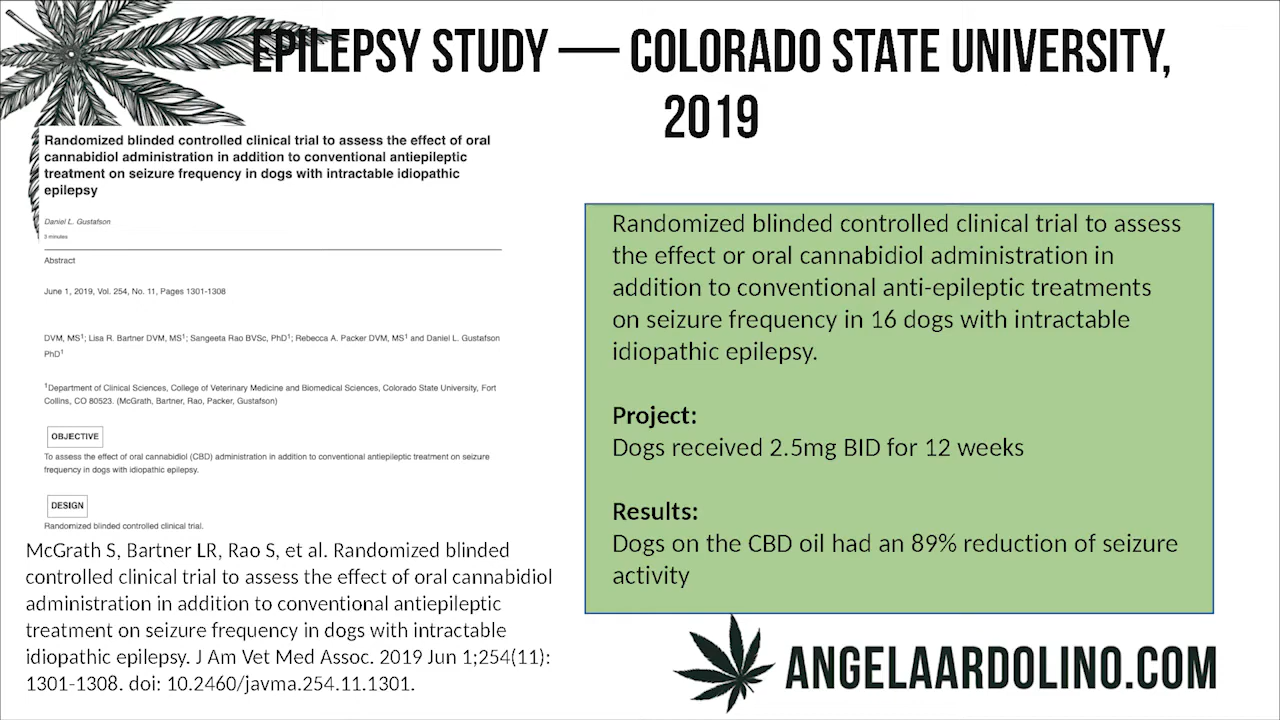 EPILEPSY STUDY — COLORADO STATE UNIVERSITY,
2019
Randomized blinded controlled clinical trial to assess the effect of oral
cannabidiol administration in addition to conventional antiepileptic
treatment on seizure frequency in dogs with intractable idiopathic
epilepsy
Daniel L. Gustafson
3 minutes
Abstract
June 1, 2019, Vol. 254, No. 11, Pages 1301-1308
DVM, MS¹; Lisa R. Bartner DVM, MS¹; Sangeeta Rao BVSc, PhD¹; Rebecca A. Packer DVM, MS¹ and Daniel L. Gustafson
PhD¹
¹Department of Clinical Sciences, College of Veterinary Medicine and Biomedical Sciences, Colorado State University, Fort
Collins, CO 80523. (McGrath, Bartner, Rao, Packer, Gustafson)
OBJECTIVE
To assess the effect of oral cannabidiol (CBD) administration in addition to conventional antiepileptic treatment on seizure
frequency in dogs with idiopathic epilepsy.
DESIGN
Randomized blinded controlled clinical trial.
McGrath S, Bartner LR, Rao S, et al. Randomized blinded
controlled clinical trial to assess the effect of oral cannabidiol
administration in addition to conventional antiepileptic
treatment on seizure frequency in dogs with intractable
idiopathic epilepsy. J Am Vet Med Assoc. 2019 Jun 1;254(11):
1301-1308. doi: 10.2460/javma.254.11.1301.
Randomized blinded controlled clinical trial to assess
the effect or oral cannabidiol administration in
addition to conventional anti-epileptic treatments
on seizure frequency in 16 dogs with intractable
idiopathic epilepsy.
Project:
Dogs received 2.5mg BID for 12 weeks
Results:
Dogs on the CBD oil had an 89% reduction of seizure
activity
ANGELAARDOLINO.COM